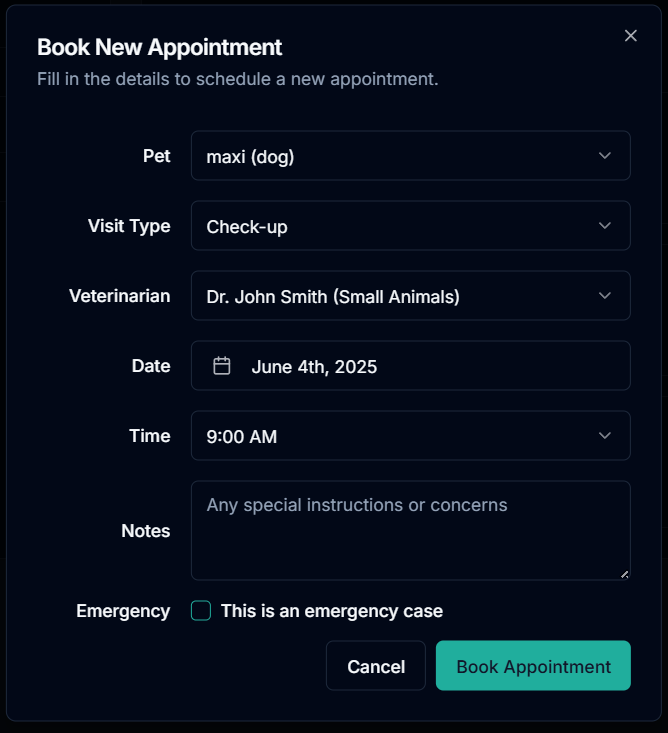 Book New Appointment
Fill in the details to schedule a new appointment.
Pet maxi (dog)
Visit Type Check-up
Veterinarian Dr. John Smith (Small Animals)
Date June 4th, 2025
Time 9:00 AM
Notes Any special instructions or concerns
Emergency This is an emergency case
Cancel Book Appointment